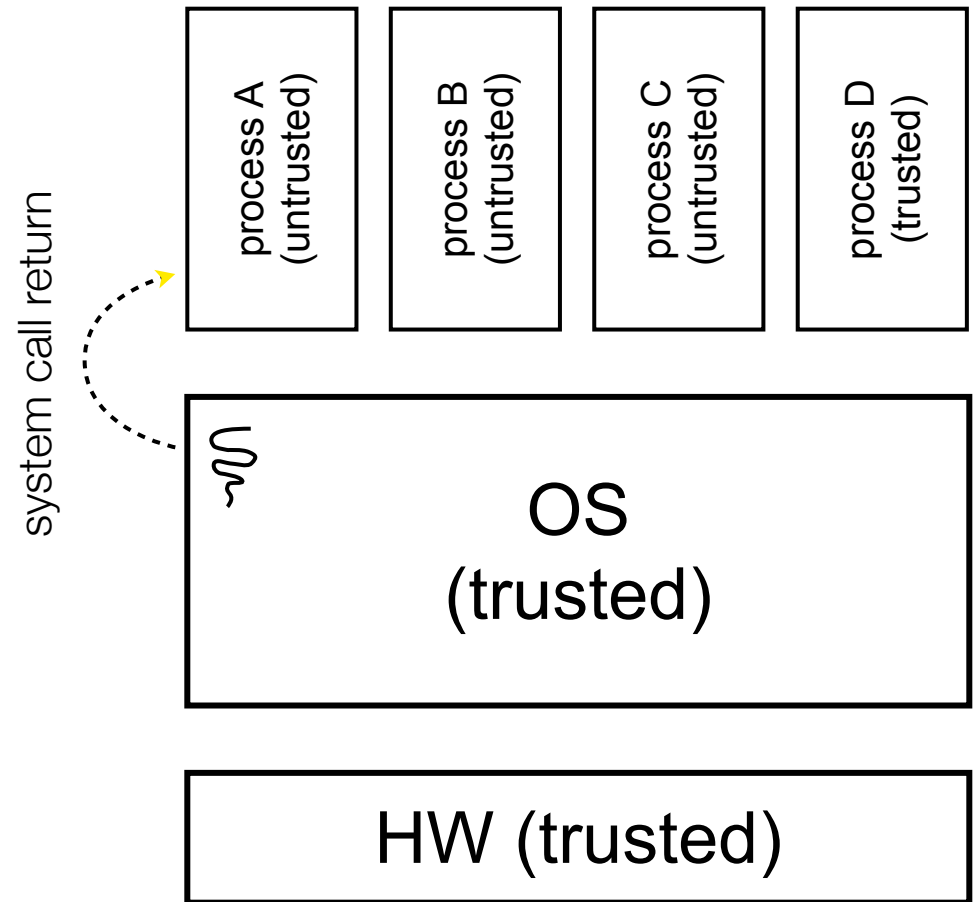 process A
(untrusted)
process B
(untrusted)
process C
(untrusted)
process D
(trusted)
system call return
OS
(trusted)
HW (trusted)